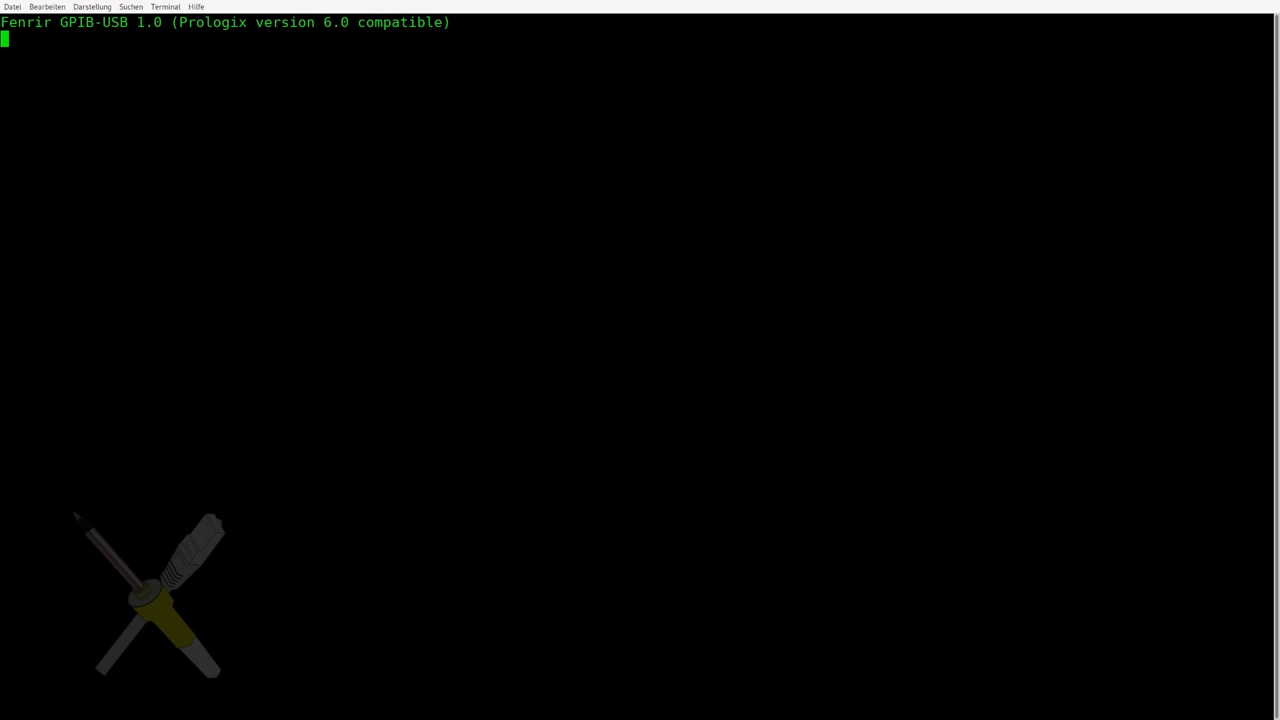 Datei Bearbeiten Darstellung Suchen Terminal Hilfe
Fenrir GPIB-USB 1.0 (Prologix version 6.0 compatible)